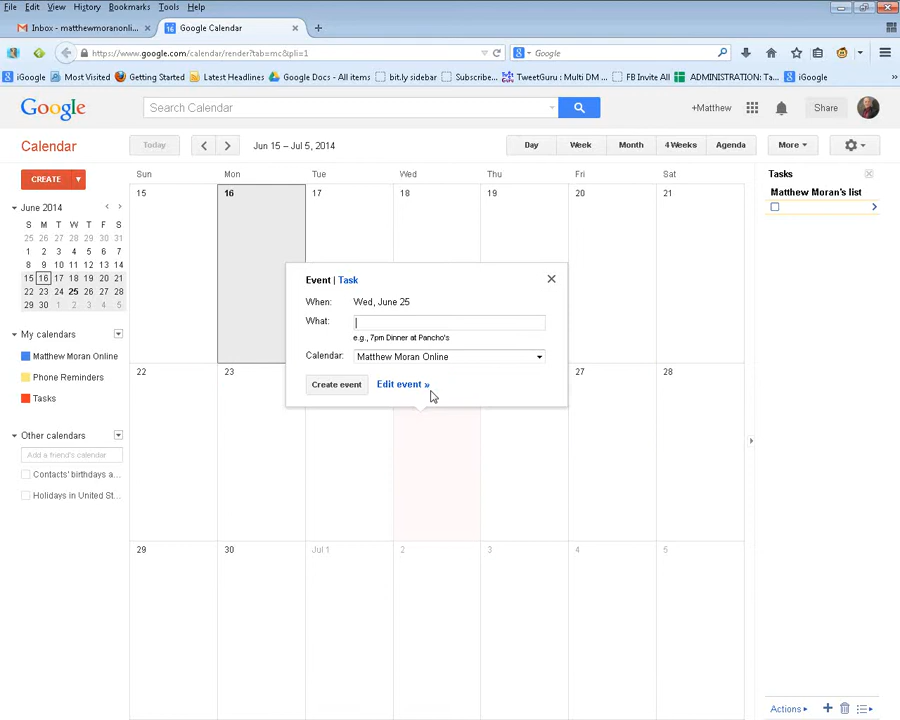 File Edit View History Bookmarks Tools Help
Inbox - matthewmoranonli... × Google Calendar × +
https://www.google.com/calendar/render?tab=mc&pli=1 Google
iGoogle Most Visited Getting Started Latest Headlines Google Docs - All items bit.ly sidebar Subscribe... TweetGuru : Multi DM ... FB Invite All ADMINISTRATION: Ta... iGoogle »
Google Search Calendar +Matthew Share
Calendar Today Jun 15 – Jul 5, 2014 Day Week Month 4 Weeks Agenda More
CREATE
Sun Mon Tue Wed Thu Fri Sat
15 16 17 18 19 20 21
June 2014
S M T W T F S
25 26 27 28 29 30 31
1 2 3 4 5 6 7
8 9 10 11 12 13 14
15 16 17 18 19 20 21
22 23 24 25 26 27 28
29 30 1 2 3 4 5
My calendars
Matthew Moran Online
Phone Reminders
Tasks
Other calendars
Add a friend's calendar
Contacts' birthdays a...
Holidays in United St...
Event | Task ×
When: Wed, June 25
What:
e.g., 7pm Dinner at Pancho's
Calendar: Matthew Moran Online
Create event Edit event »
22 23 27 28
29 30 Jul 1 2 3 4 5
Tasks
Matthew Moran's list
Actions